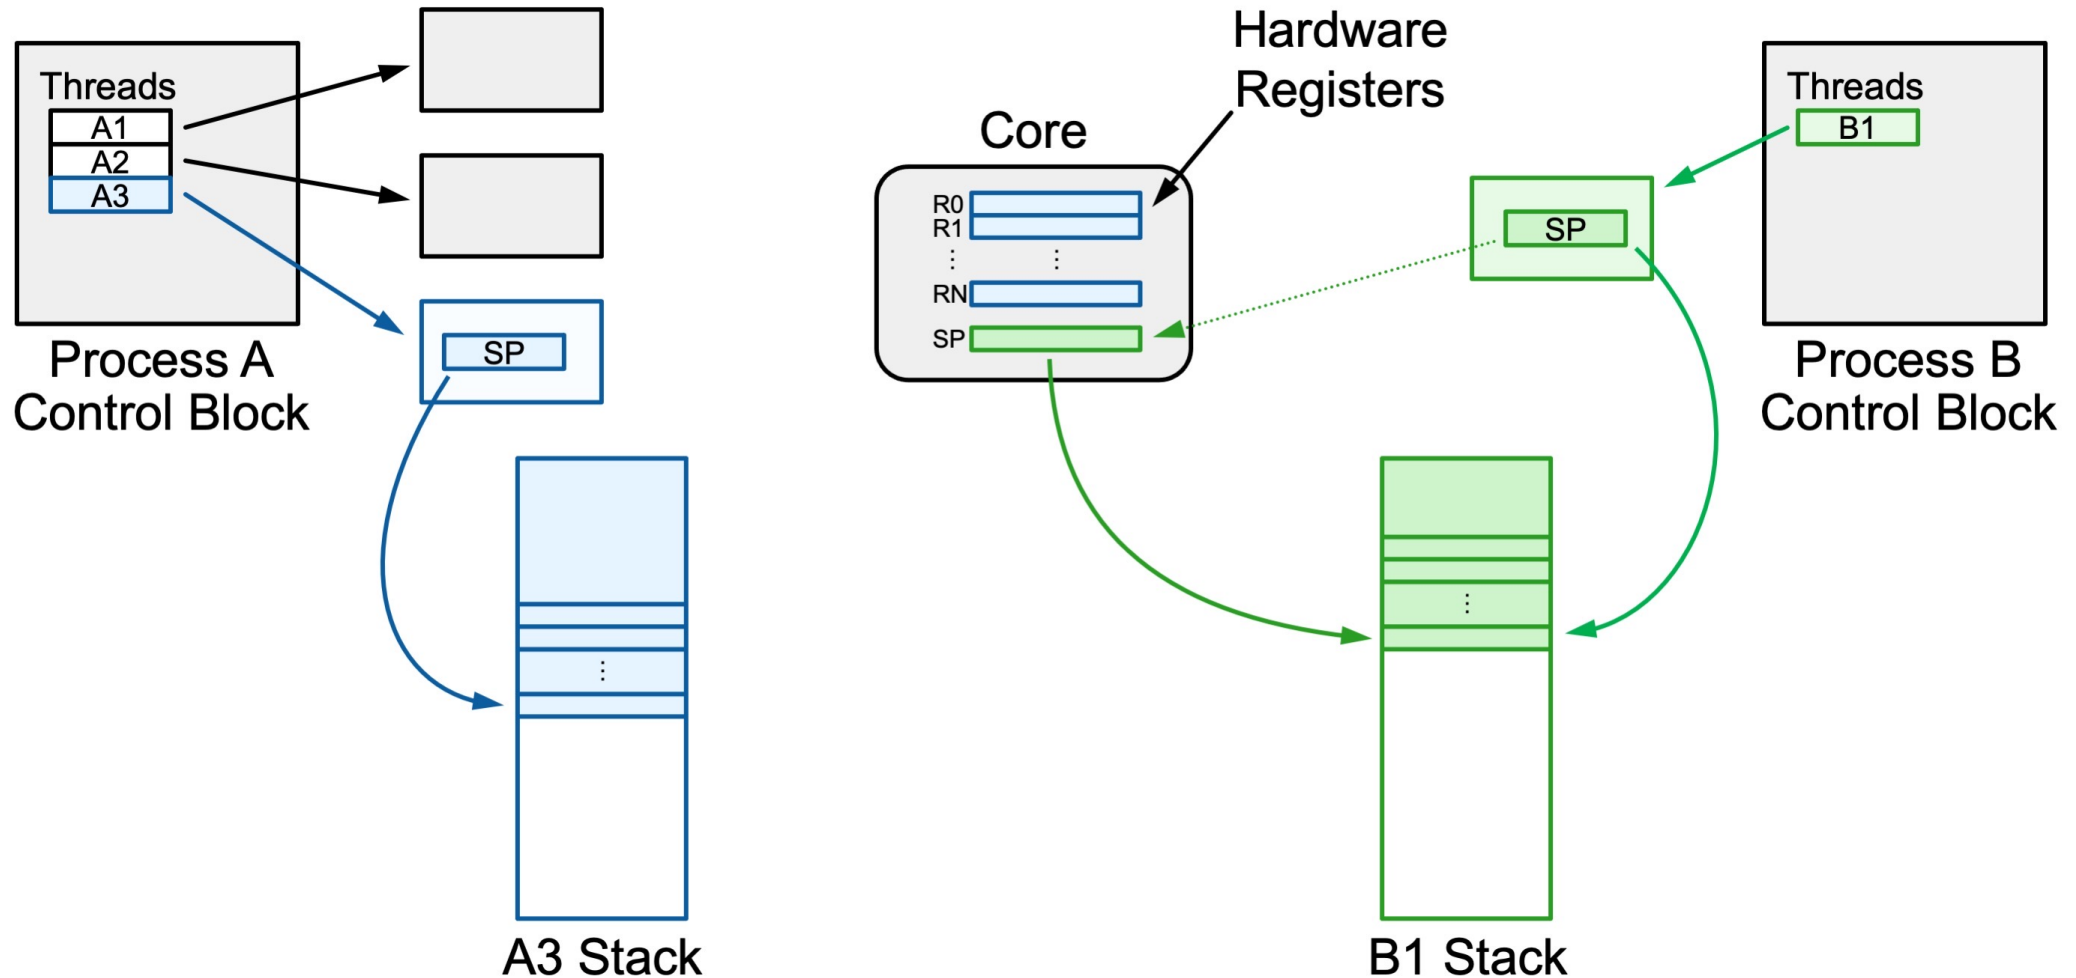 Threads
A1
A2
A3
Process A
Control Block
SP
A3 Stack
Hardware
Registers
Core
R0
R1
⋮ ⋮
RN
SP
SP
Threads
B1
Process B
Control Block
⋮
⋮
B1 Stack